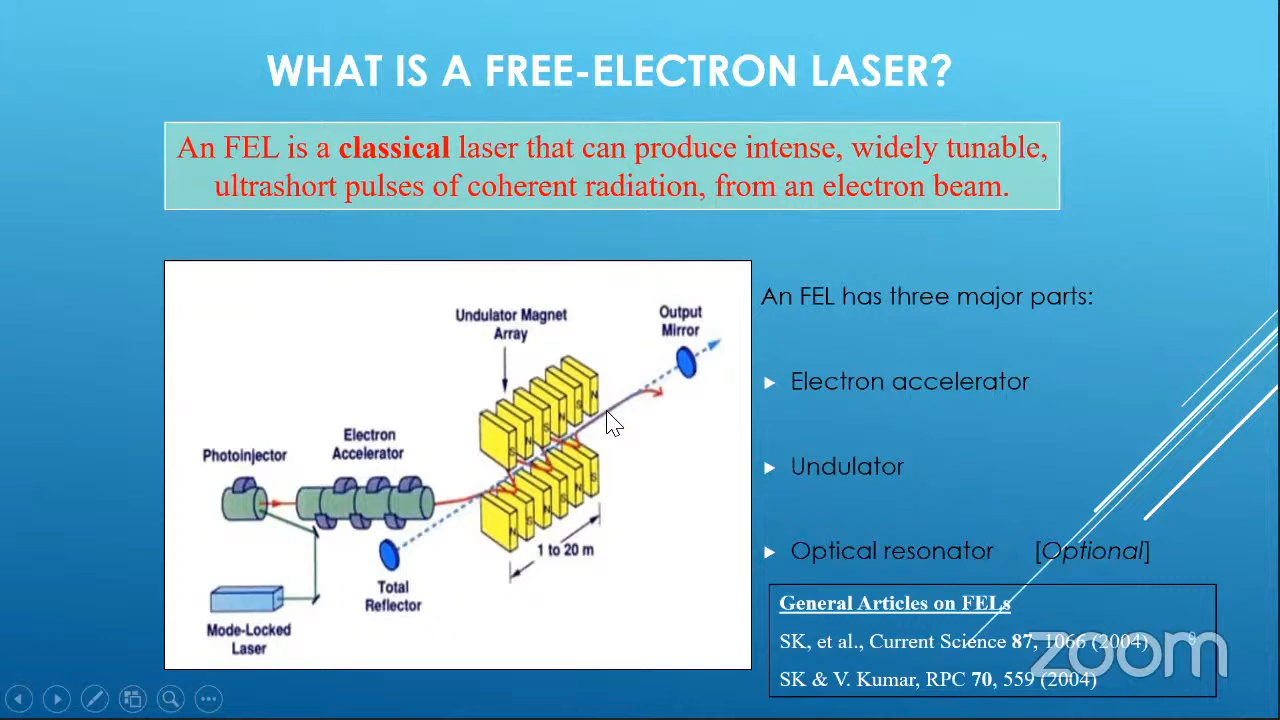 WHAT IS A FREE-ELECTRON LASER?
An FEL is a classical laser that can produce intense, widely tunable,
ultrashort pulses of coherent radiation, from an electron beam.
Undulator Magnet
Array
Output
Mirror
Electron
Accelerator
Photoinjector
1 to 20 m
Total
Reflector
Mode-Locked
Laser
N
S
N
S
N
S
N
S
N
S
N
S
An FEL has three major parts:
Electron accelerator
Undulator
Optical resonator [Optional]
General Articles on FELs
SK, et al., Current Science 87, 1066 (2004)
SK & V. Kumar, RPC 70, 559 (2004)
zoom